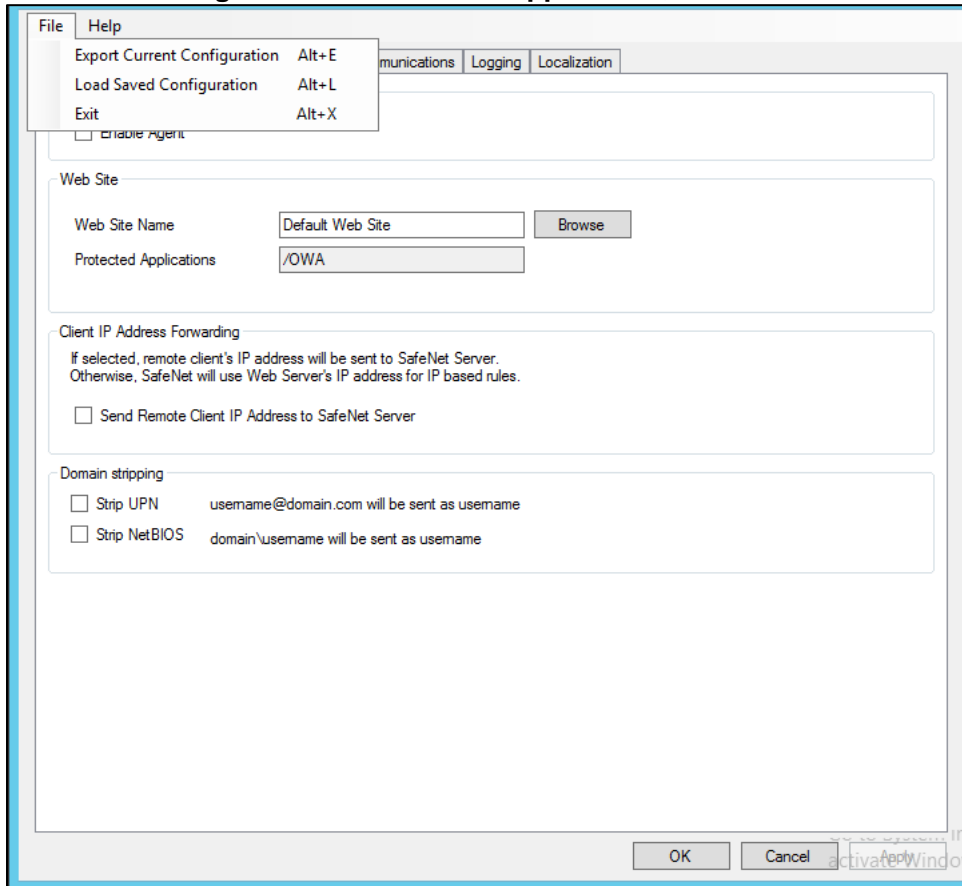 File Help
Export Current Configuration Alt+E
Load Saved Configuration Alt+L
Exit Alt+X
munications Logging Localization
Enable Agent
Web Site
Web Site Name Default Web Site Browse
Protected Applications /OWA
Client IP Address Forwarding
If selected, remote client's IP address will be sent to SafeNet Server.
Otherwise, SafeNet will use Web Server's IP address for IP based rules.
Send Remote Client IP Address to SafeNet Server
Domain stripping
Strip UPN username@domain.com will be sent as username
Strip NetBIOS domain\username will be sent as username
OK Cancel Apply